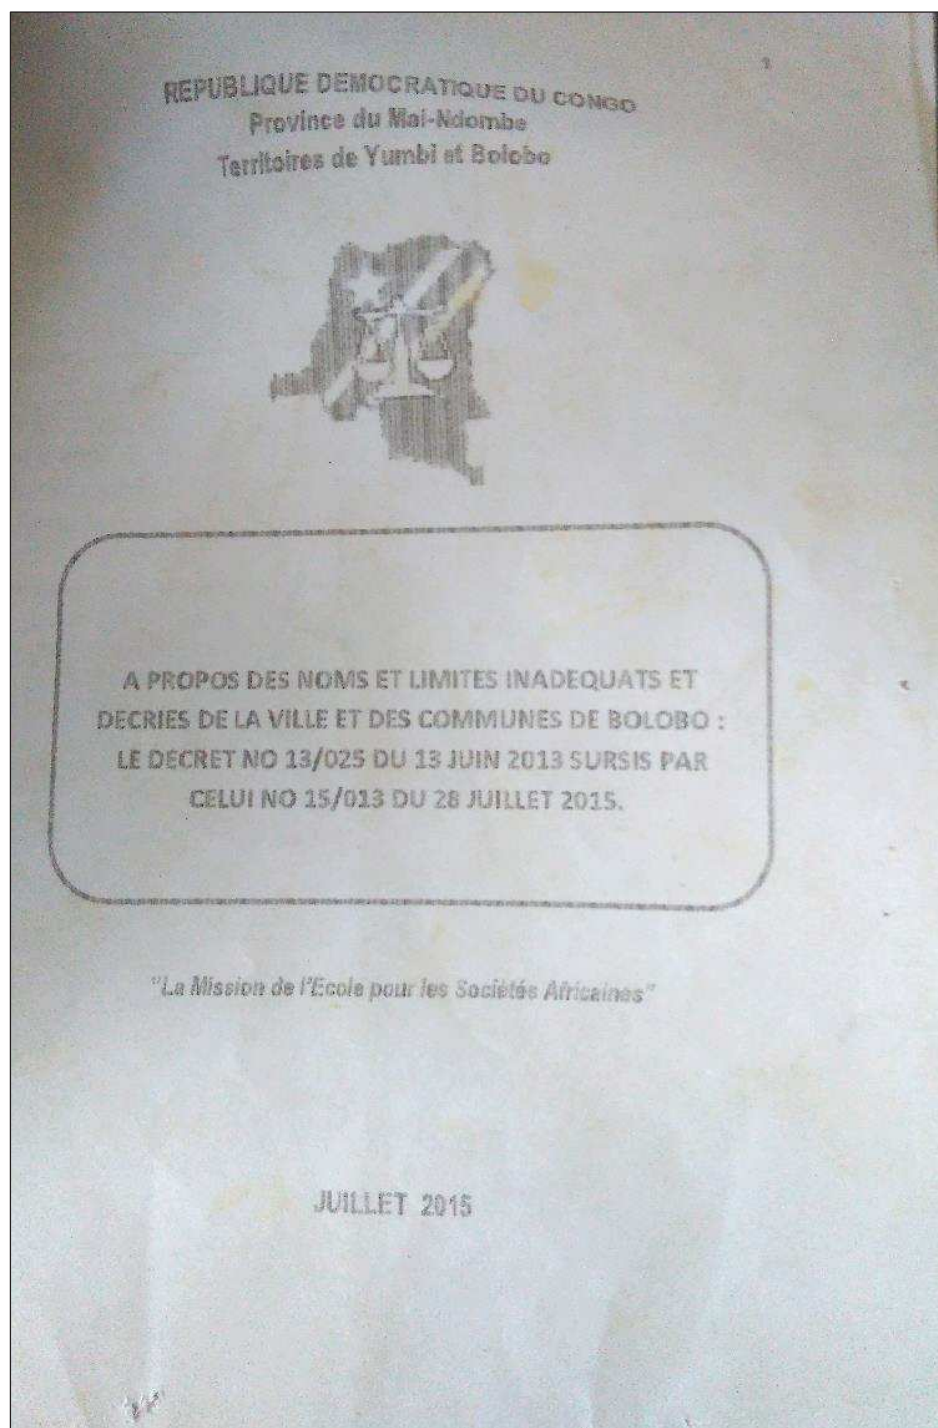 1
REPUBLIQUE DEMOCRATIQUE DU CONGO
Province du Mai-Ndombe
Territoires de Yumbi et Bolobo
A PROPOS DES NOMS ET LIMITES INADEQUATS ET
DECRIES DE LA VILLE ET DES COMMUNES DE BOLOBO :
LE DECRET NO 13/025 DU 13 JUIN 2013 SURSIS PAR
CELUI NO 15/013 DU 28 JUILLET 2015.
"La Mission de l'Ecole pour les Sociétés Africaines"
JUILLET 2015